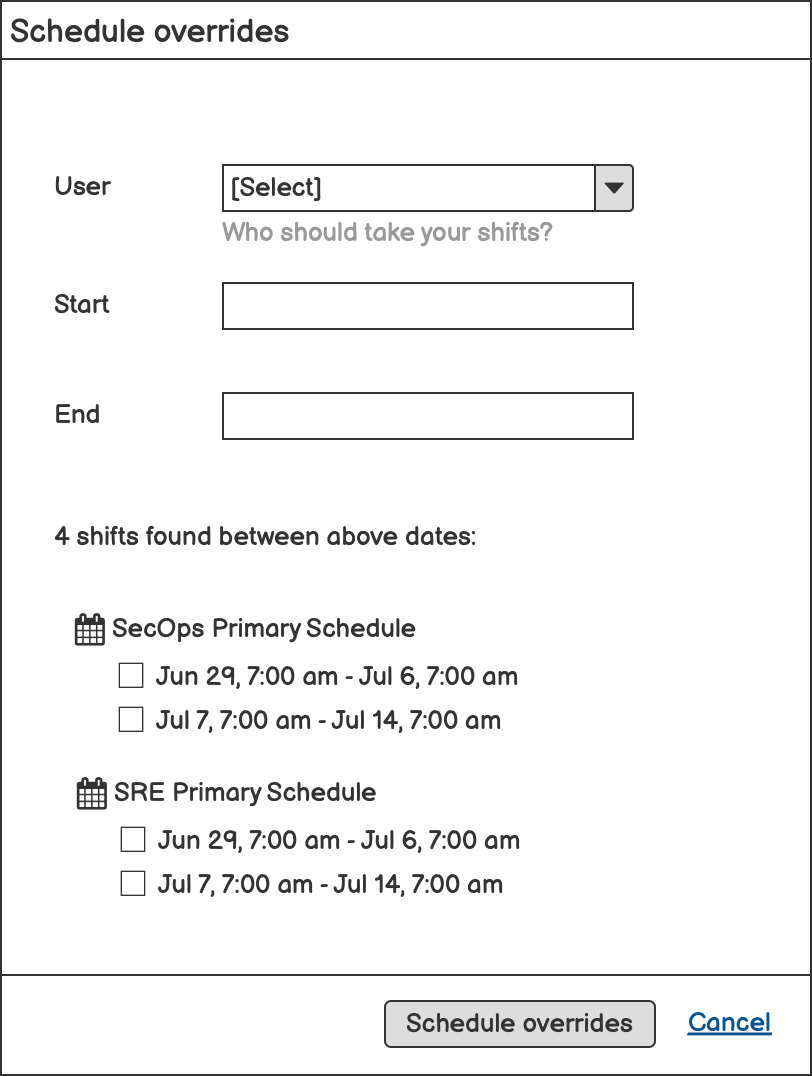 Schedule overrides
User
[Select]
Who should take your shifts?
Start
End
4 shifts found between above dates:
SecOps Primary Schedule
Jun 29, 7:00 am - Jul 6, 7:00 am
Jul 7, 7:00 am - Jul 14, 7:00 am
SRE Primary Schedule
Jun 29, 7:00 am - Jul 6, 7:00 am
Jul 7, 7:00 am - Jul 14, 7:00 am
Schedule overrides
Cancel